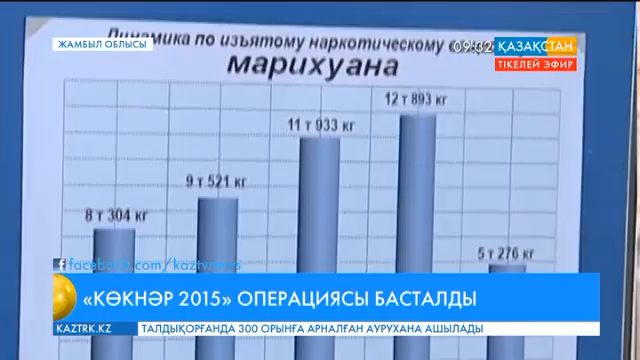 ЖАМБЫЛ ОБЛЫСЫ
Динамика по изъятому наркотическому
09:32
ҚАЗАҚСТАН
ТІКЕЛЕЙ ЭФИР
марихуана
12 т 893 кг
11 т 933 кг
9 т 521 кг
8 т 304 кг
5 т 276 кг
facebook.com/kaztvnews
«КӨКНӘР 2015» ОПЕРАЦИЯСЫ БАСТАЛДЫ
KAZTRK.KZ
ТАЛДЫҚОРҒАНДА 300 ОРЫНҒА АРНАЛҒАН АУРУХАНА АШЫЛАДЫ